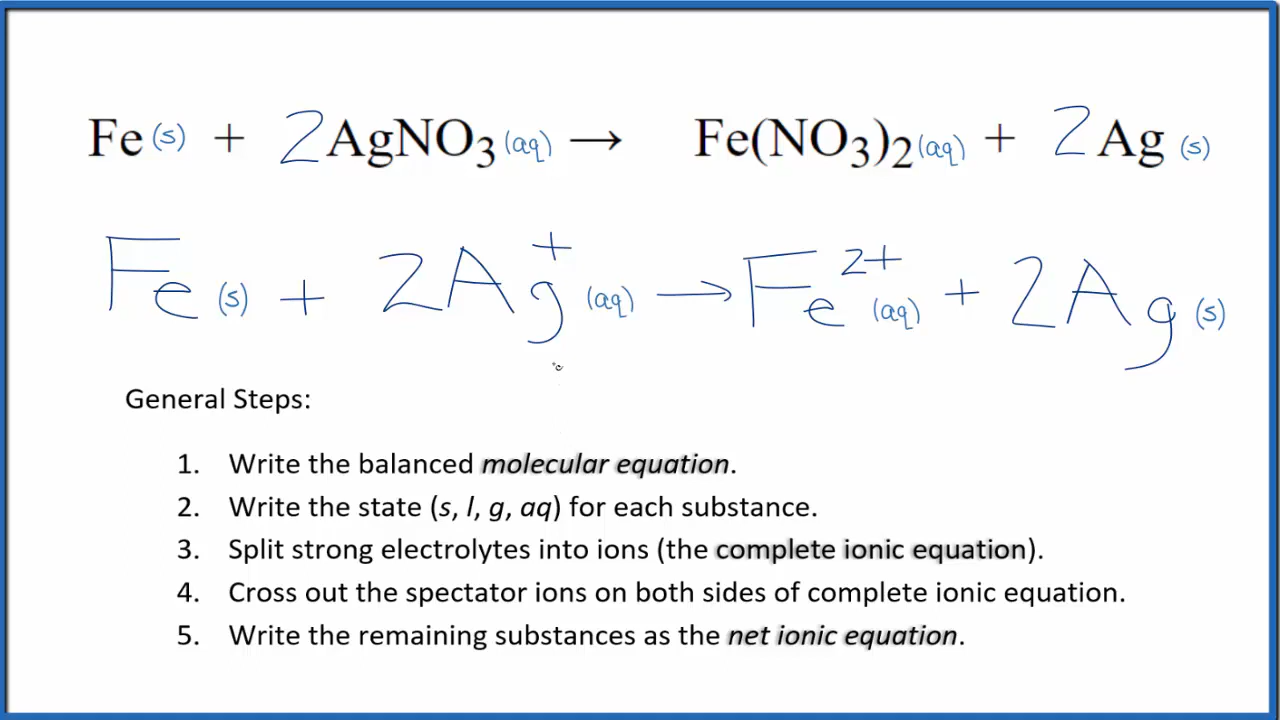 Fe (s) + 2AgNO₃ (aq) → Fe(NO₃)₂ (aq) + 2Ag (s)
Fe (s) + 2Ag⁺ (aq) → Fe²⁺ (aq) + 2Ag (s)
General Steps:
1. Write the balanced molecular equation.
2. Write the state (s, l, g, aq) for each substance.
3. Split strong electrolytes into ions (the complete ionic equation).
4. Cross out the spectator ions on both sides of complete ionic equation.
5. Write the remaining substances as the net ionic equation.